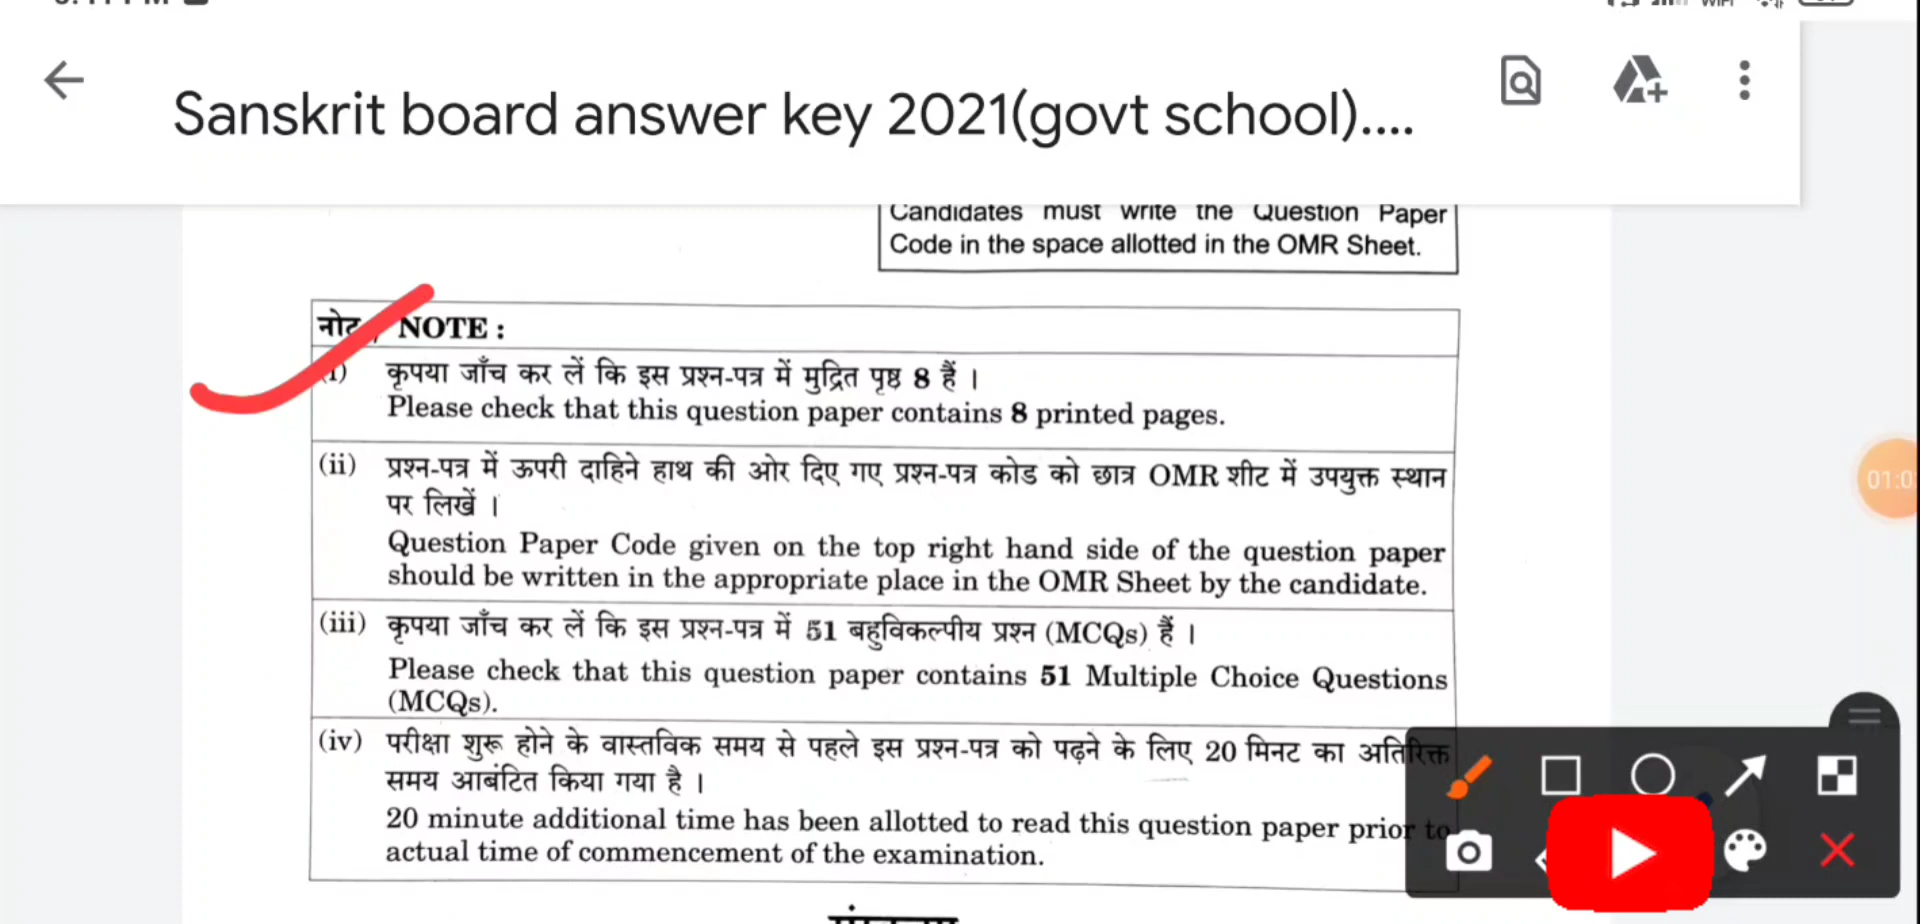 Sanskrit board answer key 2021(govt school)....
Candidates must write the Question Paper
Code in the space allotted in the OMR Sheet.
नोट NOTE :
(i) कृपया जाँच कर लें कि इस प्रश्न-पत्र में मुद्रित पृष्ठ 8 हैं ।
Please check that this question paper contains 8 printed pages.
(ii) प्रश्न-पत्र में ऊपरी दाहिने हाथ की ओर दिए गए प्रश्न-पत्र कोड को छात्र OMR शीट में उपयुक्त स्थान
पर लिखें ।
Question Paper Code given on the top right hand side of the question paper
should be written in the appropriate place in the OMR Sheet by the candidate.
(iii) कृपया जाँच कर लें कि इस प्रश्न-पत्र में 51 बहुविकल्पीय प्रश्न (MCQs) हैं ।
Please check that this question paper contains 51 Multiple Choice Questions
(MCQs).
(iv) परीक्षा शुरू होने के वास्तविक समय से पहले इस प्रश्न-पत्र को पढ़ने के लिए 20 मिनट का अतिरिक्त
समय आबंटित किया गया है ।
20 minute additional time has been allotted to read this question paper prior to
actual time of commencement of the examination.